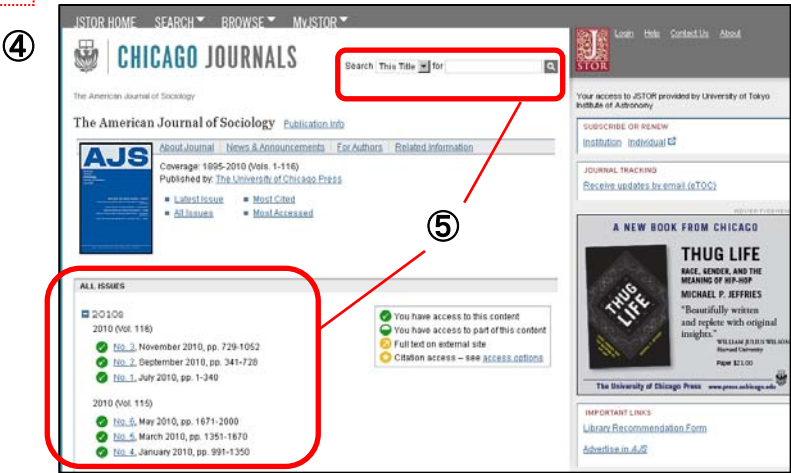 ④
JSTOR HOME SEARCH BROWSE MyJSTOR
CHICAGO JOURNALS
Search This Title for
JSTOR
Login Help Contact Us About
The American Journal of Sociology
Your access to JSTOR provided by University of Tokyo
Institute of Astronomy
The American Journal of Sociology Publication Info
About Journal News & Announcements For Authors Related Information
AJS
Coverage: 1895-2010 (Vols. 1-116)
Published by: The University of Chicago Press
Latest Issue
Most Cited
All Issues
Most Accessed
SUBSCRIBE OR RENEW
Institution Individual
JOURNAL TRACKING
Receive updates by email (eTOC)
⑤
ALL ISSUES
2010s
2010 (Vol. 116)
No. 3, November 2010, pp. 729-1052
No. 2, September 2010, pp. 341-728
No. 1, July 2010, pp. 1-340
2010 (Vol. 115)
No. 6, May 2010, pp. 1671-2000
No. 5, March 2010, pp. 1351-1670
No. 4, January 2010, pp. 991-1350
You have access to this content
You have access to part of this content
Full text on external site
Citation access – see access options
A NEW BOOK FROM CHICAGO
THUG LIFE
THUG LIFE
RACE, GENDER, AND THE
MEANING OF HIP-HOP
MICHAEL P. JEFFRIES
"Beautifully written
and replete with original
insights."
WILLIAM JULIUS WILSON
Harvard University
Paper $21.00
The University of Chicago Press www.press.uchicago.edu
IMPORTANT LINKS
Library Recommendation Form
Advertise in AJS